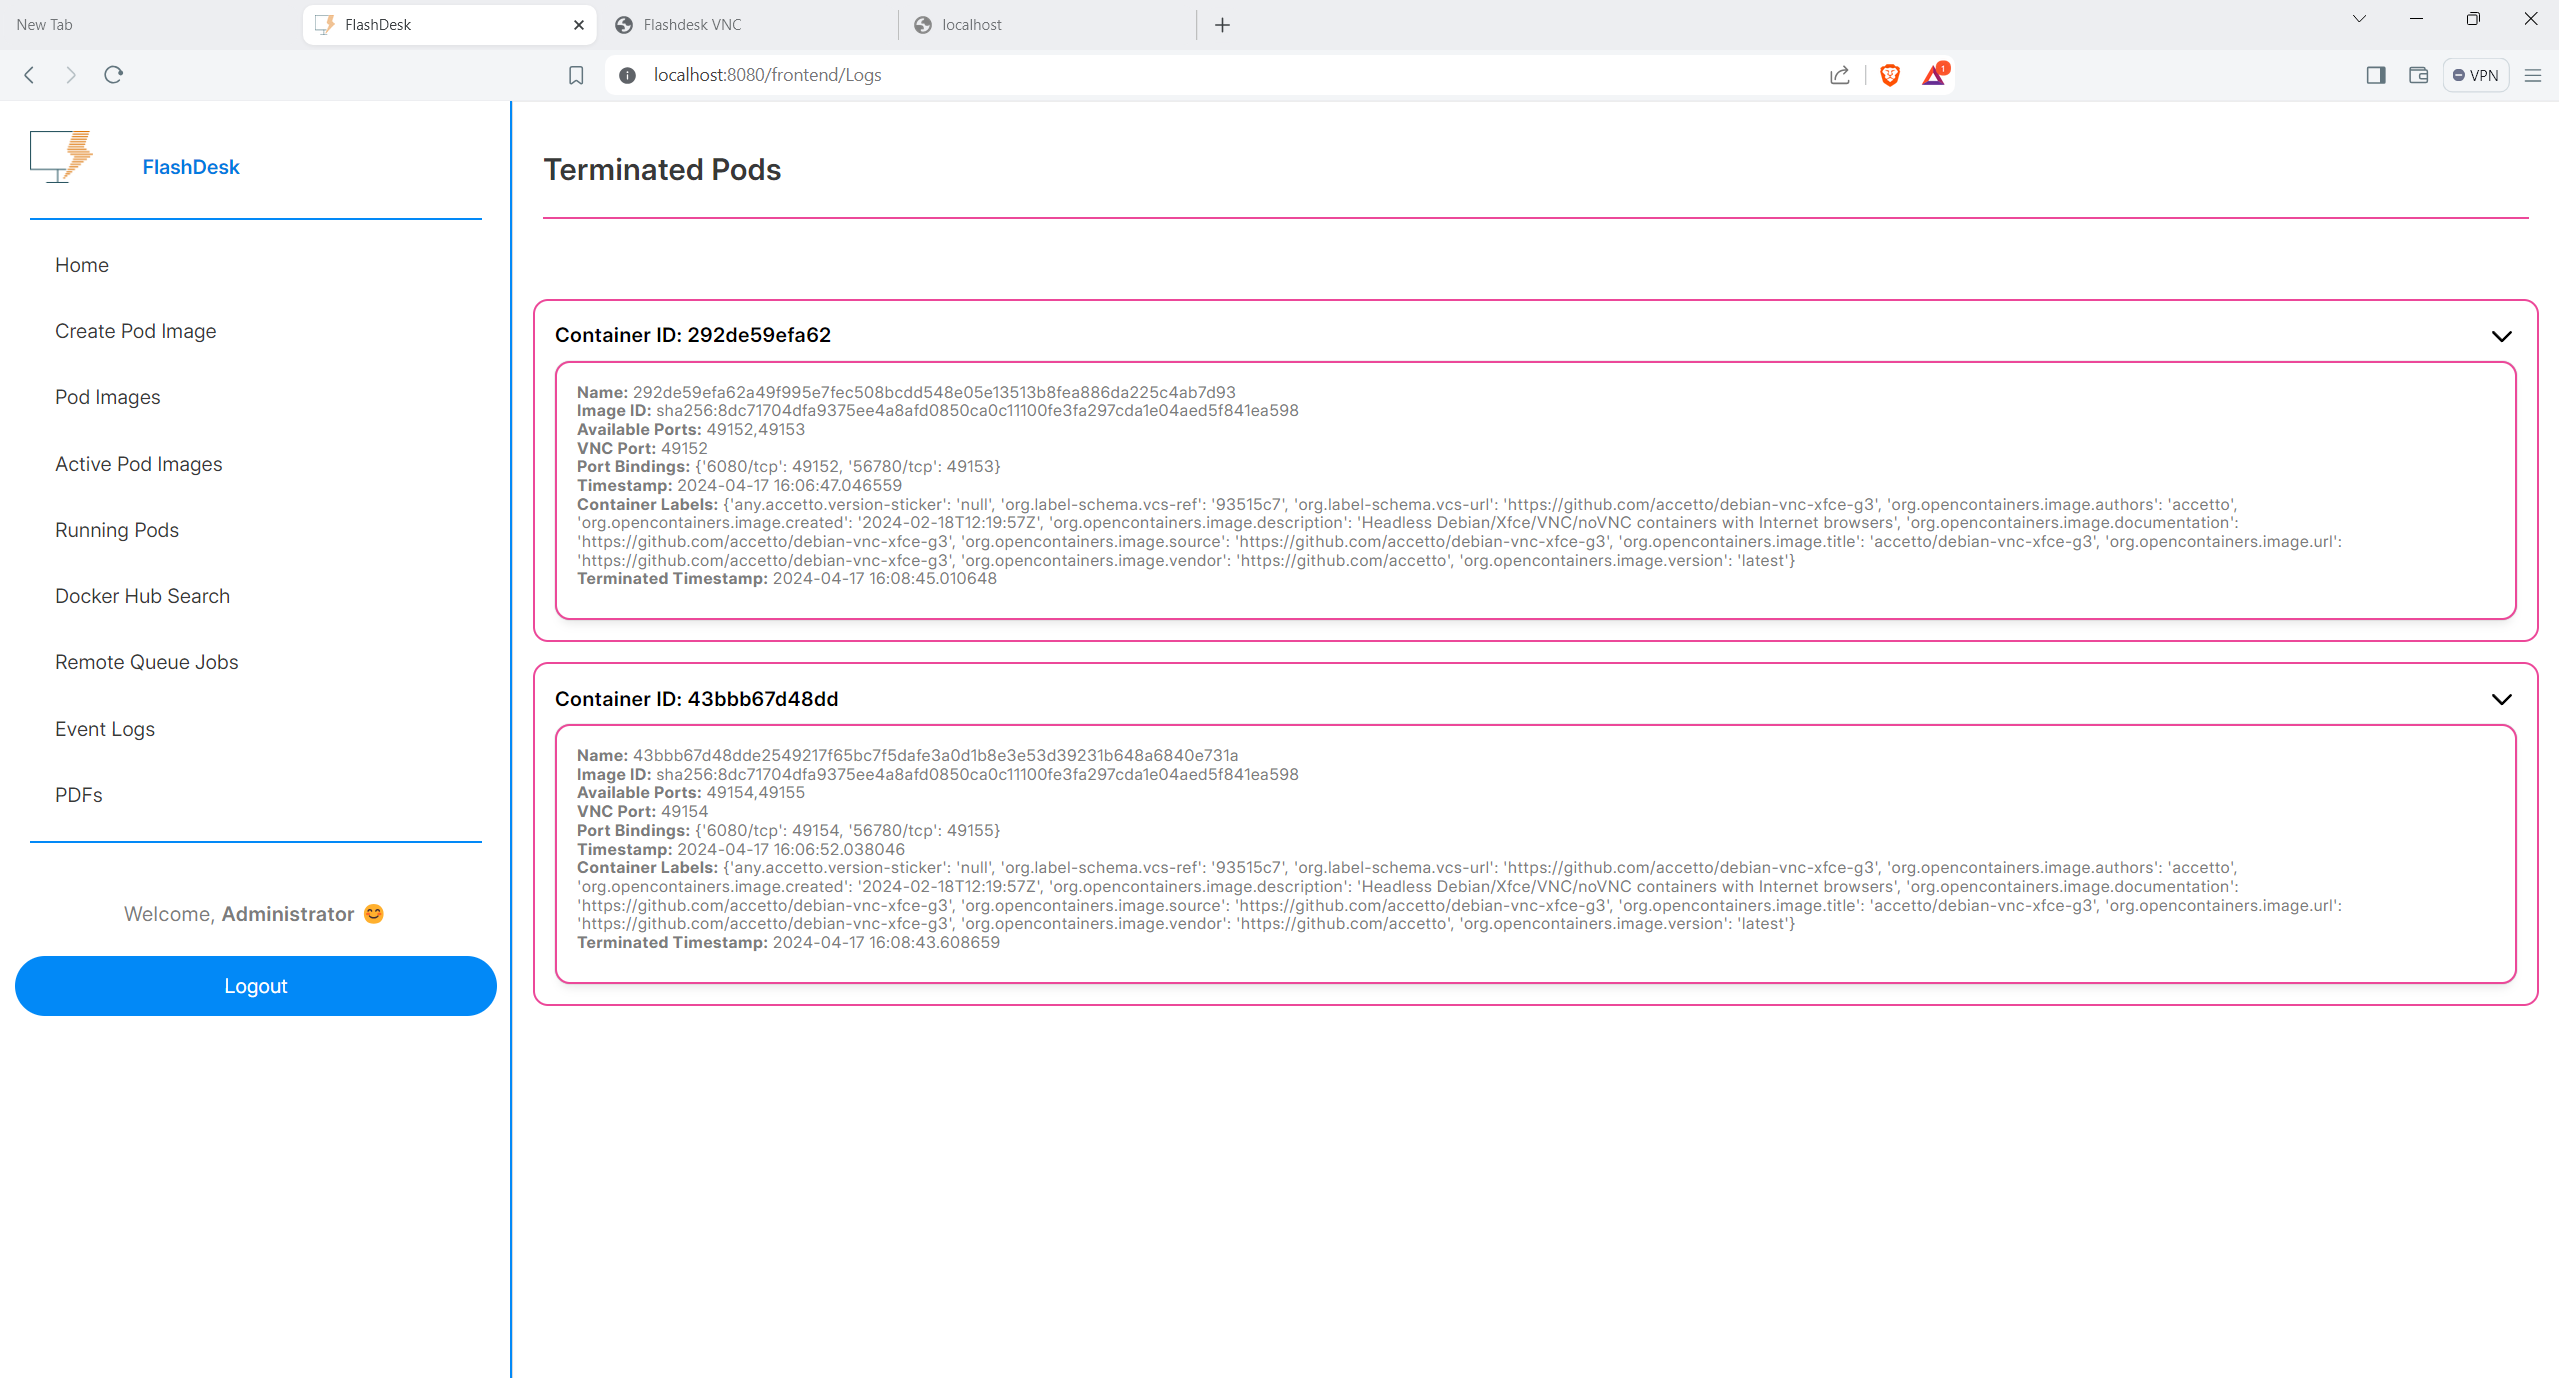 New Tab
FlashDesk
Flashdesk VNC
localhost
localhost:8080/frontend/Logs
1
VPN
FlashDesk
Home
Create Pod Image
Pod Images
Active Pod Images
Running Pods
Docker Hub Search
Remote Queue Jobs
Event Logs
PDFs
Welcome, Administrator 😊
Logout
Terminated Pods
Container ID: 292de59efa62
Name: 292de59efa62a49f995e7fec508bcdd548e05e13513b8fea886da225c4ab7d93
Image ID: sha256:8dc71704dfa9375ee4a8afd0850ca0c11100fe3fa297cda1e04aed5f841ea598
Available Ports: 49152,49153
VNC Port: 49152
Port Bindings: {'6080/tcp': 49152, '56780/tcp': 49153}
Timestamp: 2024-04-17 16:06:47.046559
Container Labels: {'any.accetto.version-sticker': 'null', 'org.label-schema.vcs-ref': '93515c7', 'org.label-schema.vcs-url': 'https://github.com/accetto/debian-vnc-xfce-g3', 'org.opencontainers.image.authors': 'accetto',
'org.opencontainers.image.created': '2024-02-18T12:19:57Z', 'org.opencontainers.image.description': 'Headless Debian/Xfce/VNC/noVNC containers with Internet browsers', 'org.opencontainers.image.documentation':
'https://github.com/accetto/debian-vnc-xfce-g3', 'org.opencontainers.image.source': 'https://github.com/accetto/debian-vnc-xfce-g3', 'org.opencontainers.image.title': 'accetto/debian-vnc-xfce-g3', 'org.opencontainers.image.url':
'https://github.com/accetto/debian-vnc-xfce-g3', 'org.opencontainers.image.vendor': 'https://github.com/accetto', 'org.opencontainers.image.version': 'latest'}
Terminated Timestamp: 2024-04-17 16:08:45.010648
Container ID: 43bbb67d48dd
Name: 43bbb67d48dde2549217f65bc7f5dafe3a0d1b8e3e53d39231b648a6840e731a
Image ID: sha256:8dc71704dfa9375ee4a8afd0850ca0c11100fe3fa297cda1e04aed5f841ea598
Available Ports: 49154,49155
VNC Port: 49154
Port Bindings: {'6080/tcp': 49154, '56780/tcp': 49155}
Timestamp: 2024-04-17 16:06:52.038046
Container Labels: {'any.accetto.version-sticker': 'null', 'org.label-schema.vcs-ref': '93515c7', 'org.label-schema.vcs-url': 'https://github.com/accetto/debian-vnc-xfce-g3', 'org.opencontainers.image.authors': 'accetto',
'org.opencontainers.image.created': '2024-02-18T12:19:57Z', 'org.opencontainers.image.description': 'Headless Debian/Xfce/VNC/noVNC containers with Internet browsers', 'org.opencontainers.image.documentation':
'https://github.com/accetto/debian-vnc-xfce-g3', 'org.opencontainers.image.source': 'https://github.com/accetto/debian-vnc-xfce-g3', 'org.opencontainers.image.title': 'accetto/debian-vnc-xfce-g3', 'org.opencontainers.image.url':
'https://github.com/accetto/debian-vnc-xfce-g3', 'org.opencontainers.image.vendor': 'https://github.com/accetto', 'org.opencontainers.image.version': 'latest'}
Terminated Timestamp: 2024-04-17 16:08:43.608659